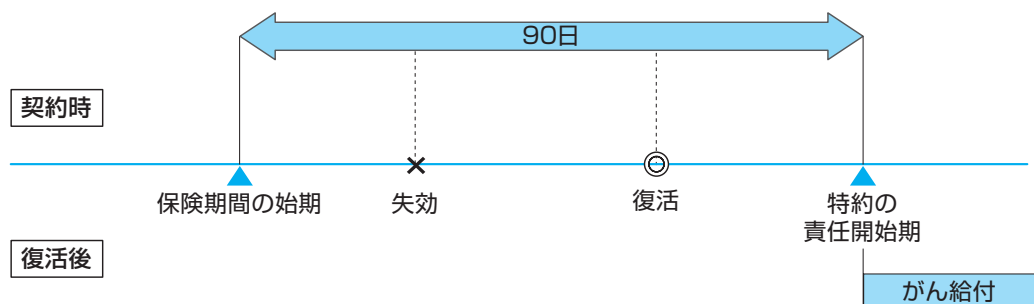 90日
契約時
保険期間の始期
失効
復活
特約の
責任開始期
復活後
がん給付